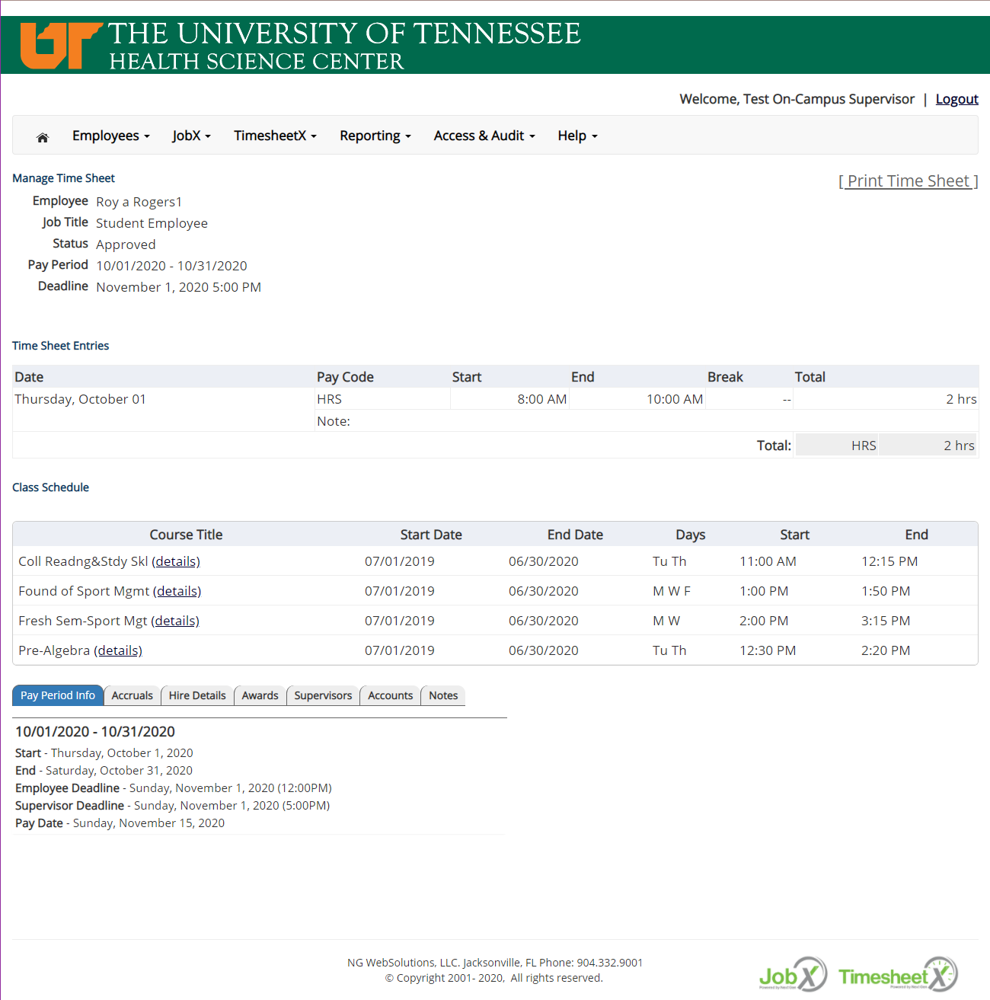 UT THE UNIVERSITY OF TENNESSEE
HEALTH SCIENCE CENTER
Welcome, Test On-Campus Supervisor | Logout
Employees JobX TimesheetX Reporting Access & Audit Help
Manage Time Sheet
[ Print Time Sheet ]
Employee Roy a Rogers1
Job Title Student Employee
Status Approved
Pay Period 10/01/2020 - 10/31/2020
Deadline November 1, 2020 5:00 PM
Time Sheet Entries
Date Pay Code Start End Break Total
Thursday, October 01 HRS 8:00 AM 10:00 AM -- 2 hrs
Note:
Total: HRS 2 hrs
Class Schedule
Course Title Start Date End Date Days Start End
Coll Readng&Stdy Skl (details) 07/01/2019 06/30/2020 Tu Th 11:00 AM 12:15 PM
Found of Sport Mgmt (details) 07/01/2019 06/30/2020 M W F 1:00 PM 1:50 PM
Fresh Sem-Sport Mgt (details) 07/01/2019 06/30/2020 M W 2:00 PM 3:15 PM
Pre-Algebra (details) 07/01/2019 06/30/2020 Tu Th 12:30 PM 2:20 PM
Pay Period Info Accruals Hire Details Awards Supervisors Accounts Notes
10/01/2020 - 10/31/2020
Start - Thursday, October 1, 2020
End - Saturday, October 31, 2020
Employee Deadline - Sunday, November 1, 2020 (12:00PM)
Supervisor Deadline - Sunday, November 1, 2020 (5:00PM)
Pay Date - Sunday, November 15, 2020
NG WebSolutions, LLC. Jacksonville, FL Phone: 904.332.9001
© Copyright 2001- 2020, All rights reserved.
JobX TimesheetX
Powered by Next Gen Powered by Next Gen